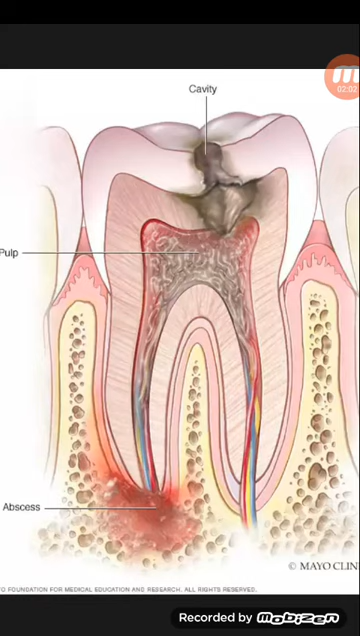 02:02
Cavity
Pulp
Abscess
© MAYO CLIN
O FOUNDATION FOR MEDICAL EDUCATION AND RESEARCH. ALL RIGHTS RESERVED.
Recorded by Mobizen